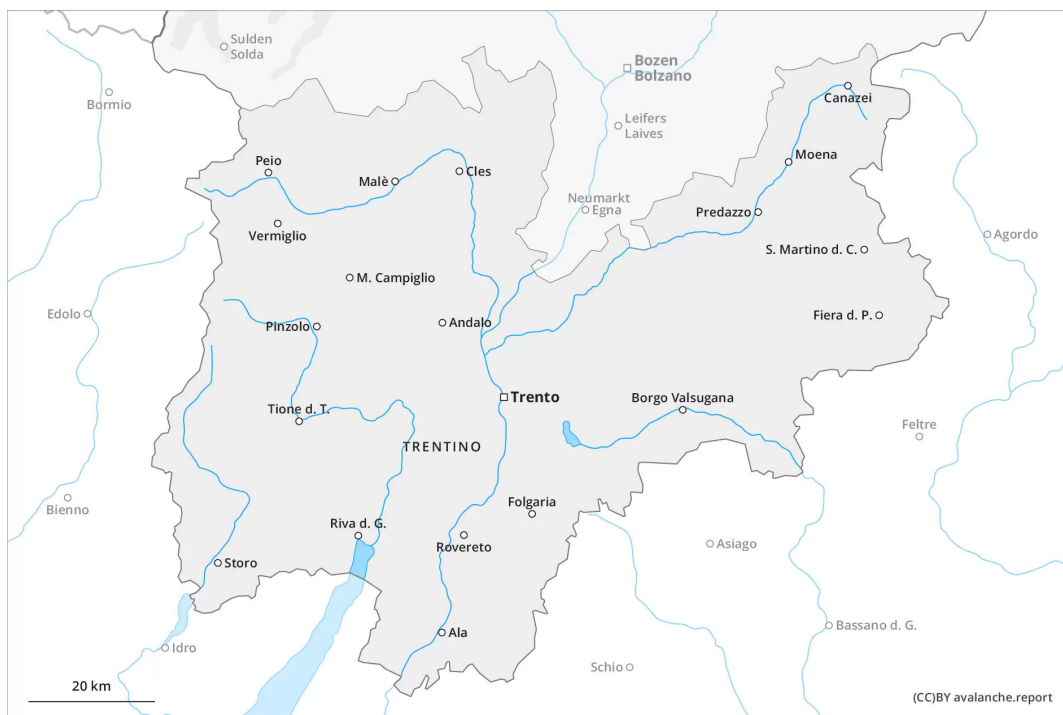 Sulden
Solda
Bozen
Bolzano
Bormio
Canazei
Leifers
Laives
Moena
Peio
Malè
Cles
Neumarkt
Egna
Predazzo
Vermiglio
Agordo
S. Martino d. C.
M. Campiglio
Edolo
Pinzolo
Andalo
Fiera d. P.
Trento
Borgo Valsugana
Tione d. T.
Feltre
TRENTINO
Bienno
Folgaria
Riva d. G.
Rovereto
Asiago
Storo
Ala
Bassano d. G.
Idro
Schio
20 km
(CC)BY avalanche.report